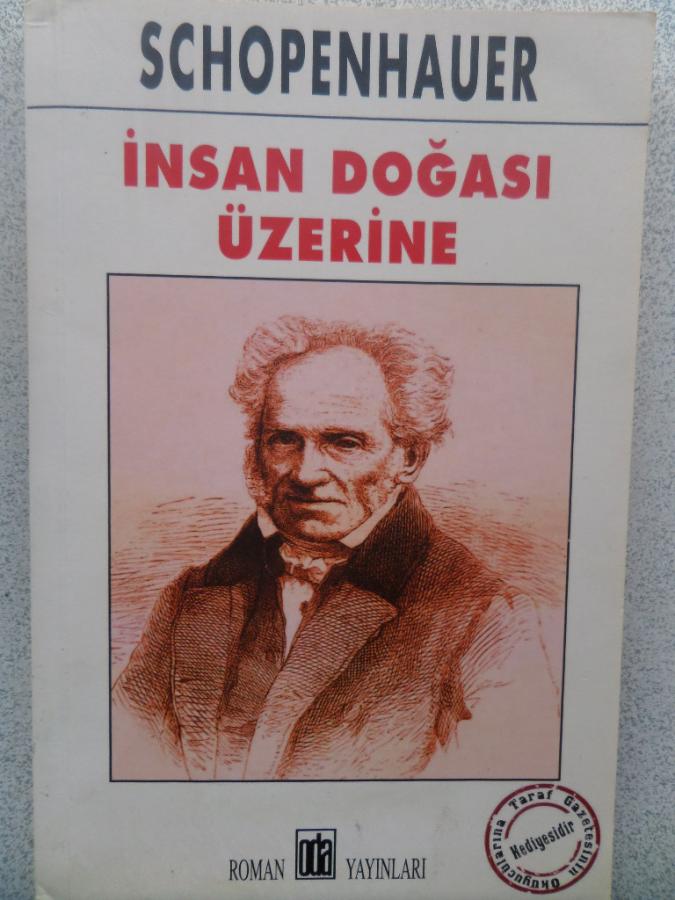 SCHOPENHAUER
İNSAN DOĞASI
ÜZERİNE
ROMAN oda YAYINLARI
Taraf Gazetesinin Okuyucularına
Hediyesidir